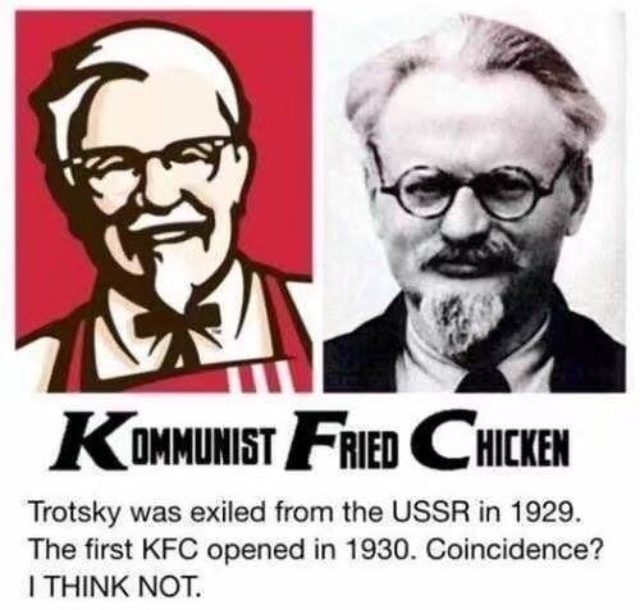 KOMMUNIST FRIED CHICKEN
Trotsky was exiled from the USSR in 1929.
The first KFC opened in 1930. Coincidence?
I THINK NOT.